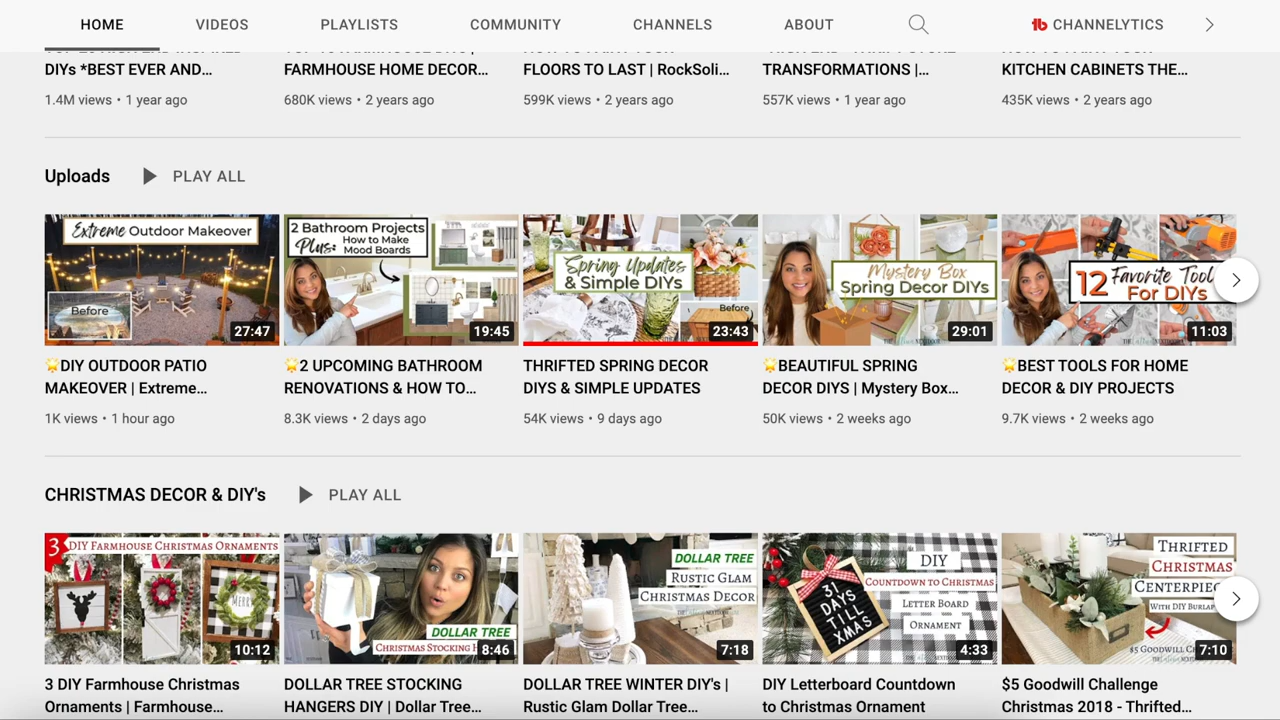 HOME VIDEOS PLAYLISTS COMMUNITY CHANNELS ABOUT CHANNELYTICS
DIYs *BEST EVER AND...
1.4M views • 1 year ago
FARMHOUSE HOME DECOR...
680K views • 2 years ago
FLOORS TO LAST | RockSoli...
599K views • 2 years ago
TRANSFORMATIONS |...
557K views • 1 year ago
KITCHEN CABINETS THE...
435K views • 2 years ago
Uploads PLAY ALL
Extreme Outdoor Makeover
Before
27:47
🌟DIY OUTDOOR PATIO
MAKEOVER | Extreme...
1K views • 1 hour ago
2 Bathroom Projects
Plus: How to Make
Mood Boards
19:45
🌟2 UPCOMING BATHROOM
RENOVATIONS & HOW TO...
8.3K views • 2 days ago
Spring Updates
& Simple DIYs
Before
23:43
THRIFTED SPRING DECOR
DIYS & SIMPLE UPDATES
54K views • 9 days ago
Mystery Box
Spring Decor DIYs
29:01
🌟BEAUTIFUL SPRING
DECOR DIYS | Mystery Box...
50K views • 2 weeks ago
12 Favorite Tool
For DIYs
11:03
🌟BEST TOOLS FOR HOME
DECOR & DIY PROJECTS
9.7K views • 2 weeks ago
CHRISTMAS DECOR & DIY's PLAY ALL
3 DIY Farmhouse Christmas Ornaments
MERRY
10:12
3 DIY Farmhouse Christmas
Ornaments | Farmhouse...
DOLLAR TREE
Christmas Stocking H
8:46
DOLLAR TREE STOCKING
HANGERS DIY | Dollar Tree...
DOLLAR TREE
Rustic Glam
Christmas Decor
7:18
DOLLAR TREE WINTER DIY's |
Rustic Glam Dollar Tree...
31
DAYS
TILL
XMAS
DIY
Countdown to Christmas
Letter Board
Ornament
4:33
DIY Letterboard Countdown
to Christmas Ornament
Thrifted
Christmas
Centerpiec
With DIY Burlap
$5 Goodwill C
7:10
$5 Goodwill Challenge
Christmas 2018 - Thrifted...